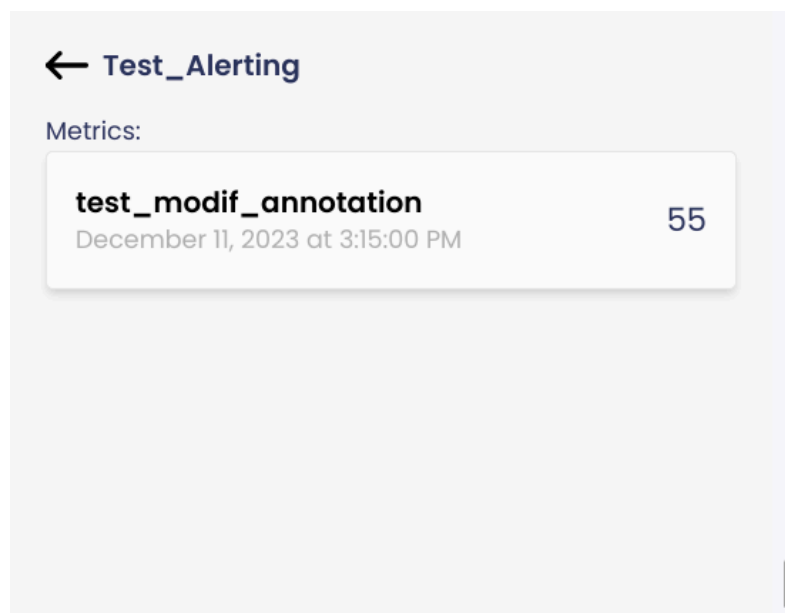 Test_Alerting
Metrics:
test_modif_annotation
December 11, 2023 at 3:15:00 PM
55